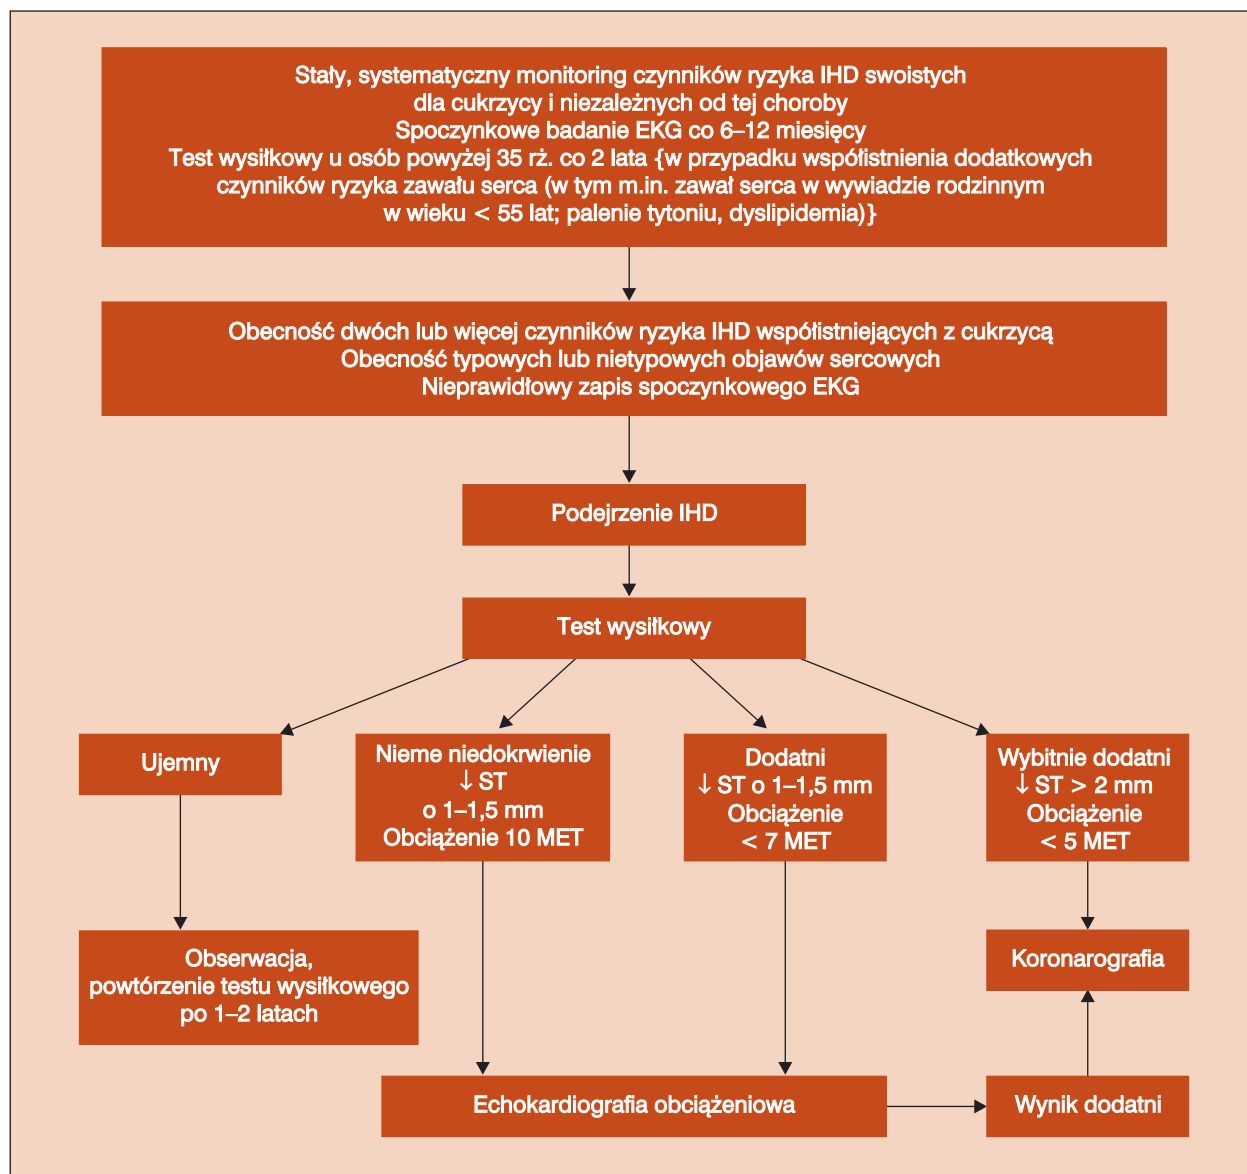 Stały, systematyczny monitoring czynników ryzyka IHD swoistych
dla cukrzycy i niezależnych od tej choroby
Spoczynkowe badanie EKG co 6–12 miesięcy
Test wysiłkowy u osób powyżej 35 rż. co 2 lata {w przypadku współistnienia dodatkowych
czynników ryzyka zawału serca (w tym m.in. zawał serca w wywiadzie rodzinnym
w wieku < 55 lat; palenie tytoniu, dyslipidemia)}
Obecność dwóch lub więcej czynników ryzyka IHD współistniejących z cukrzycą
Obecność typowych lub nietypowych objawów sercowych
Nieprawidłowy zapis spoczynkowego EKG
Podejrzenie IHD
Test wysiłkowy
Ujemny
Nieme niedokrwienie
↓ ST
o 1–1,5 mm
Obciążenie 10 MET
Dodatni
↓ ST o 1–1,5 mm
Obciążenie
< 7 MET
Wybitnie dodatni
↓ ST > 2 mm
Obciążenie
< 5 MET
Obserwacja,
powtórzenie testu wysiłkowego
po 1–2 latach
Koronarografia
Echokardiografia obciążeniowa
Wynik dodatni